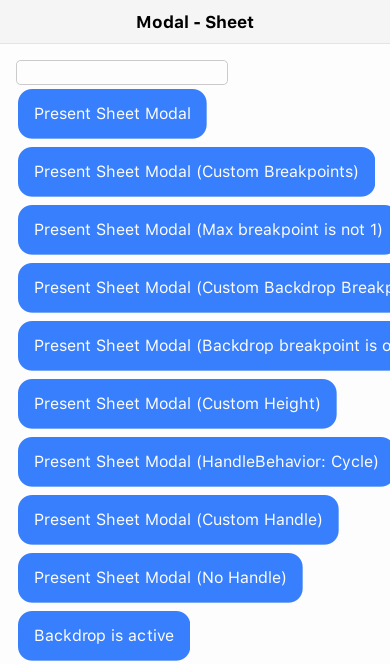 Modal - Sheet
Present Sheet Modal
Present Sheet Modal (Custom Breakpoints)
Present Sheet Modal (Max breakpoint is not 1)
Present Sheet Modal (Custom Backdrop
Present Sheet Modal (Backdrop breakpoint is
Present Sheet Modal (Custom Height)
Present Sheet Modal (HandleBehavior: Cycle)
Present Sheet Modal (Custom Handle)
Present Sheet Modal (No Handle)
Backdrop is active